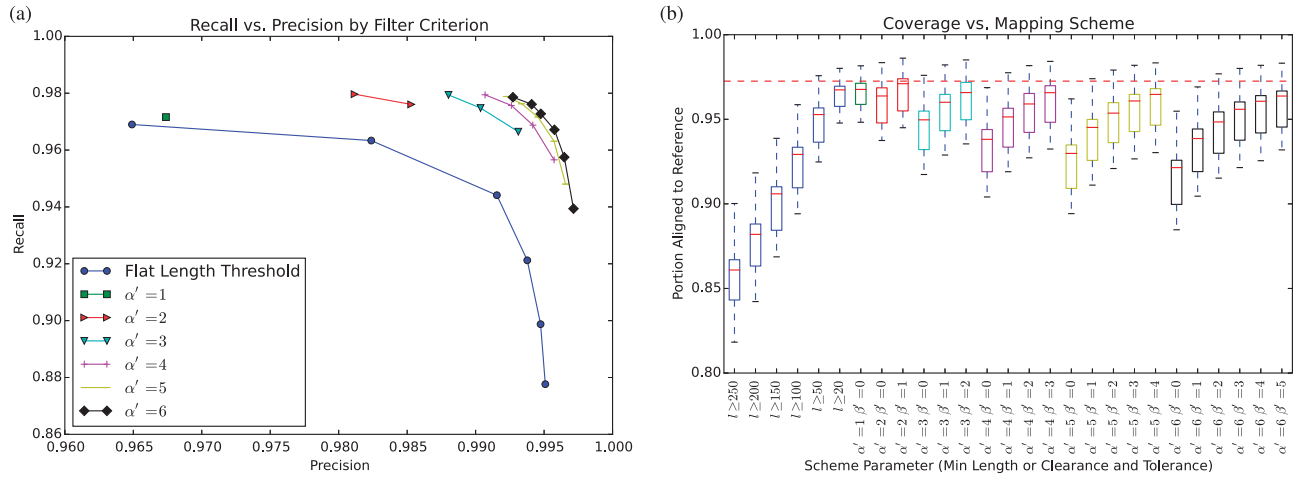 (a)
Recall vs. Precision by Filter Criterion
1.00
0.98
0.96
0.94
0.92
0.90
0.88
0.86
Recall
Flat Length Threshold
α′ =1
α′ =2
α′ =3
α′ =4
α′ =5
α′ =6
0.960 0.965 0.970 0.975 0.980 0.985 0.990 0.995 1.000
Precision
(b)
Coverage vs. Mapping Scheme
1.00
0.95
0.90
0.85
0.80
Portion Aligned to Reference
l ≥250
l ≥200
l ≥150
l ≥100
l ≥50
l ≥20
α′ =1 β′ =0
α′ =2 β′ =0
α′ =2 β′ =1
α′ =3 β′ =0
α′ =3 β′ =1
α′ =3 β′ =2
α′ =4 β′ =0
α′ =4 β′ =1
α′ =4 β′ =2
α′ =4 β′ =3
α′ =5 β′ =0
α′ =5 β′ =1
α′ =5 β′ =2
α′ =5 β′ =3
α′ =5 β′ =4
α′ =6 β′ =0
α′ =6 β′ =1
α′ =6 β′ =2
α′ =6 β′ =3
α′ =6 β′ =4
α′ =6 β′ =5
Scheme Parameter (Min Length or Clearance and Tolerance)